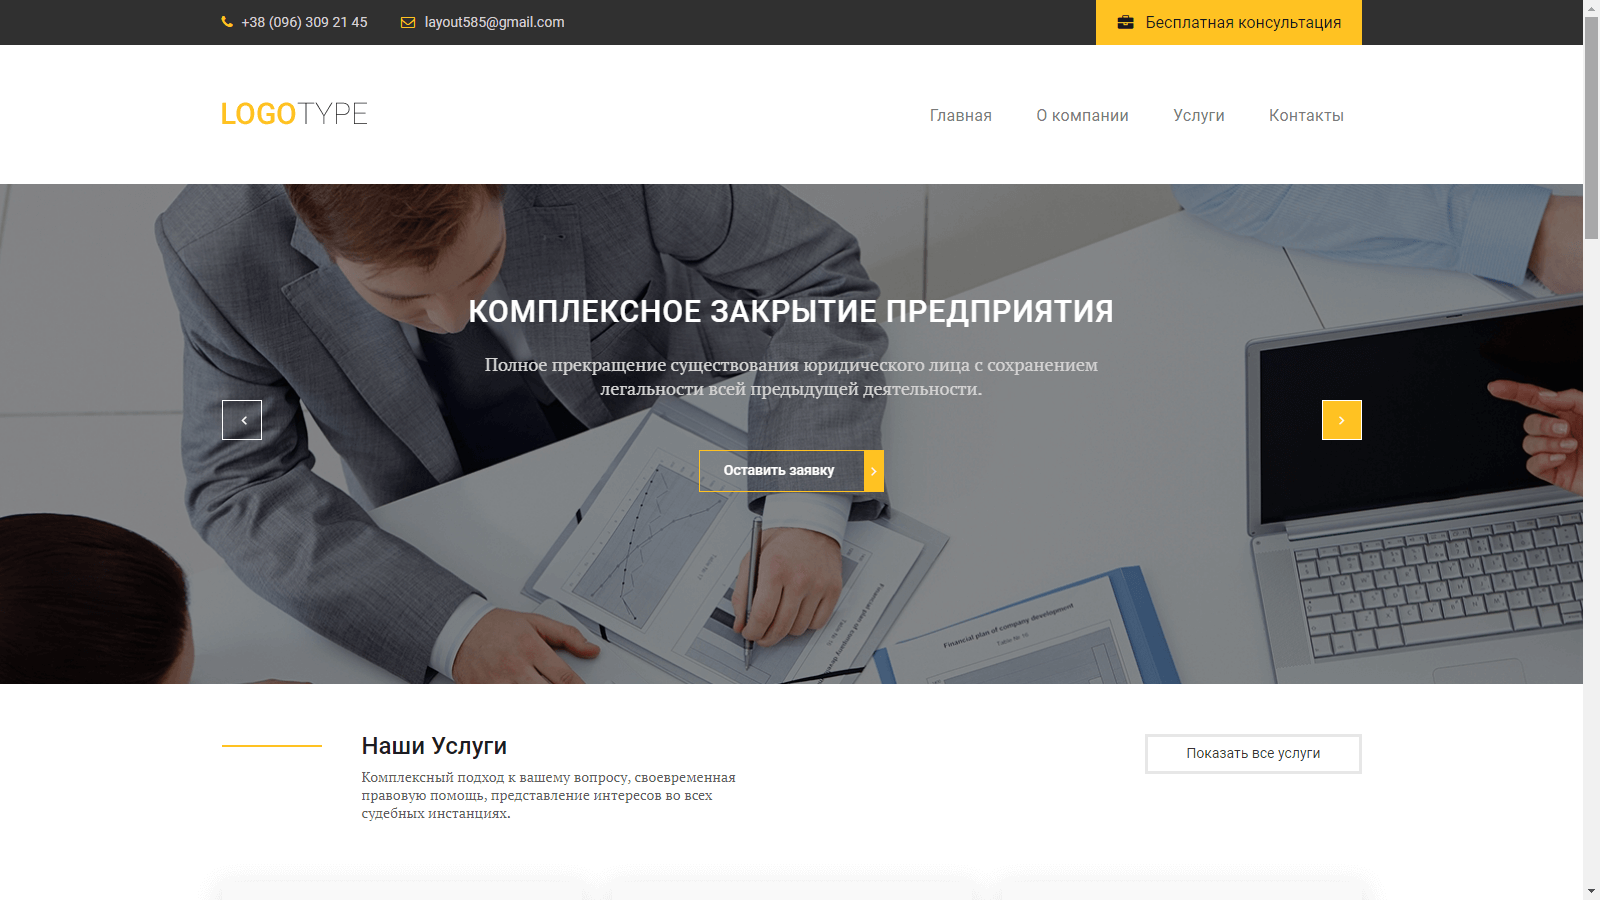 +38 (096) 309 21 45
layout585@gmail.com
Бесплатная консультация
LOGOTYPE
Главная
О компании
Услуги
Контакты
КОМПЛЕКСНОЕ ЗАКРЫТИЕ ПРЕДПРИЯТИЯ
Полное прекращение существования юридического лица с сохранением
легальности всей предыдущей деятельности.
Оставить заявку
Financial plan of company development
Наши Услуги
Показать все услуги
Комплексный подход к вашему вопросу, своевременная
правовую помощь, представление интересов во всех
судебных инстанциях.